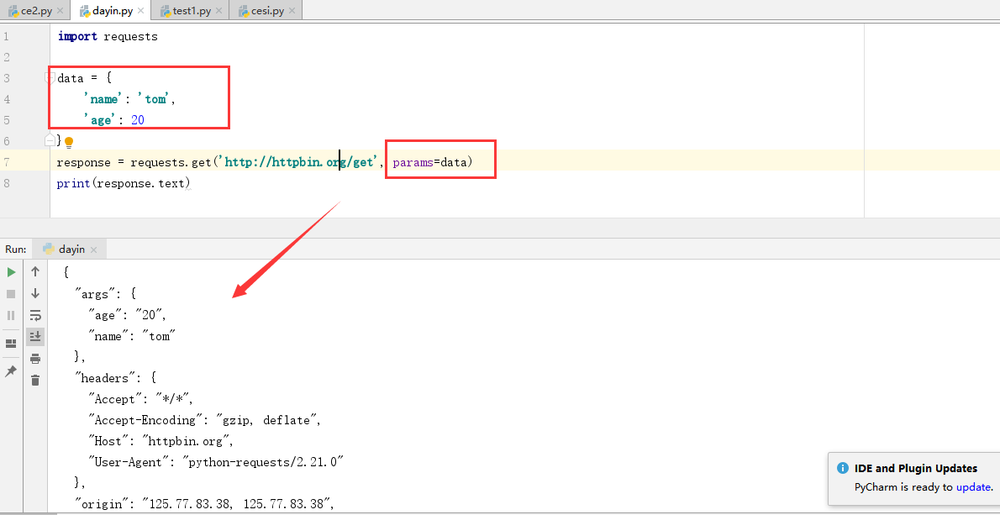 ce2.py dayin.py test1.py cesi.py
1 import requests
2
3 data = {
4 'name': 'tom',
5 'age': 20
6 }
7 response = requests.get('http://httpbin.org/get', params=data)
8 print(response.text)
Run: dayin
{
"args": {
"age": "20",
"name": "tom"
},
"headers": {
"Accept": "*/*",
"Accept-Encoding": "gzip, deflate",
"Host": "httpbin.org",
"User-Agent": "python-requests/2.21.0"
},
"origin": "125.77.83.38, 125.77.83.38",
IDE and Plugin Updates
PyCharm is ready to update.